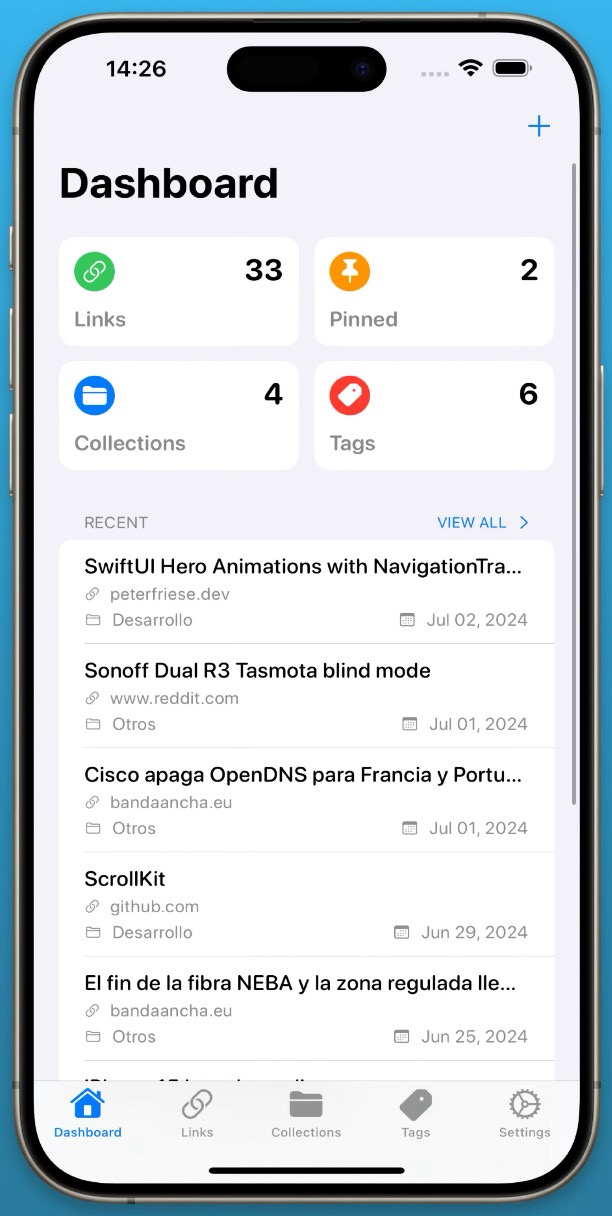 14:26
Dashboard
33
Links
2
Pinned
4
Collections
6
Tags
RECENT
VIEW ALL
SwiftUI Hero Animations with NavigationTra...
peterfriese.dev
Desarrollo
Jul 02, 2024
Sonoff Dual R3 Tasmota blind mode
www.reddit.com
Otros
Jul 01, 2024
Cisco apaga OpenDNS para Francia y Portu...
bandaancha.eu
Otros
Jul 01, 2024
ScrollKit
github.com
Desarrollo
Jun 29, 2024
El fin de la fibra NEBA y la zona regulada lle...
bandaancha.eu
Otros
Jun 25, 2024
Dashboard
Links
Collections
Tags
Settings